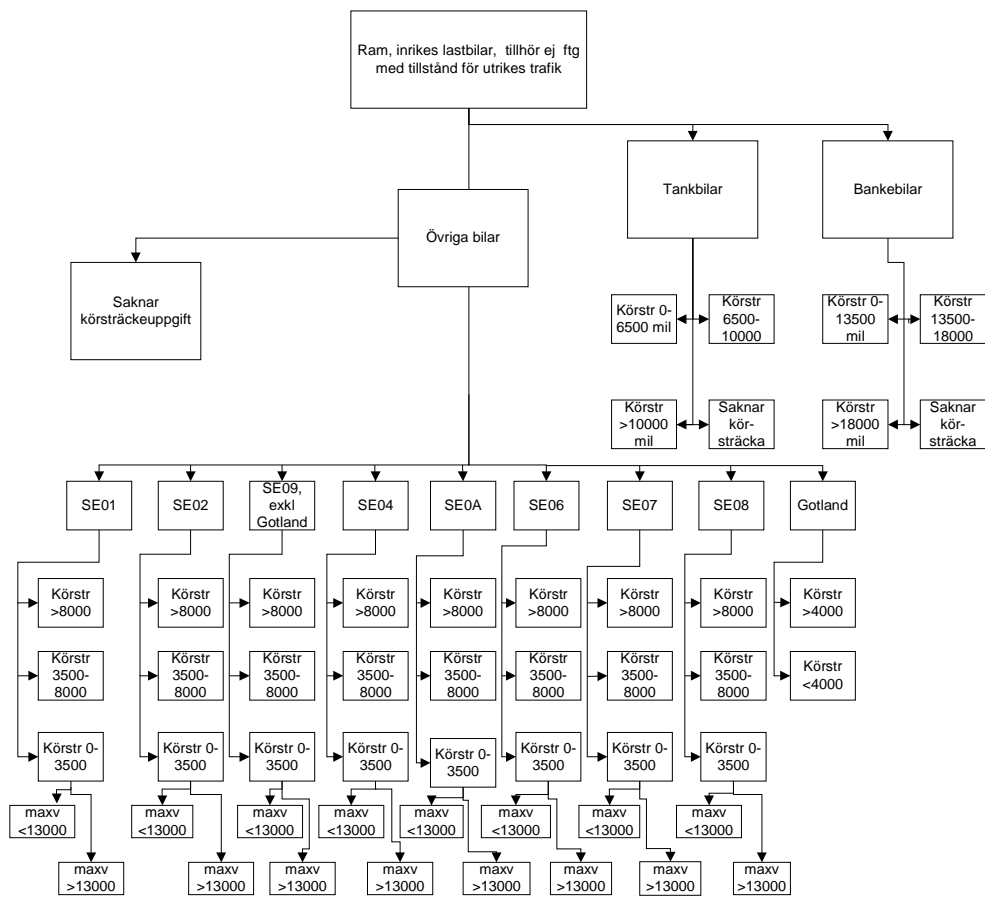 Ram, inrikes lastbilar, tillhör ej ftg
med tillstånd för utrikes trafik
Tankbilar
Bankebilar
Övriga bilar
Saknar
körsträckeuppgift
Körstr 0-
6500 mil
Körstr
6500-
10000
Körstr 0-
13500
mil
Körstr
13500-
18000
Körstr
>10000
mil
Saknar
kör-
sträcka
Körstr
>18000
mil
Saknar
kör-
sträcka
SE01
SE02
SE09,
exkl
Gotland
SE04
SE0A
SE06
SE07
SE08
Gotland
Körstr
>8000
Körstr
>8000
Körstr
>8000
Körstr
>8000
Körstr
>8000
Körstr
>8000
Körstr
>8000
Körstr
>8000
Körstr
>4000
Körstr
3500-
8000
Körstr
3500-
8000
Körstr
3500-
8000
Körstr
3500-
8000
Körstr
3500-
8000
Körstr
3500-
8000
Körstr
3500-
8000
Körstr
3500-
8000
Körstr
<4000
Körstr 0-
3500
Körstr 0-
3500
Körstr 0-
3500
Körstr 0-
3500
Körstr 0-
3500
Körstr 0-
3500
Körstr 0-
3500
Körstr 0-
3500
maxv
<13000
maxv
<13000
maxv
<13000
maxv
<13000
maxv
<13000
maxv
<13000
maxv
<13000
maxv
<13000
maxv
>13000
maxv
>13000
maxv
>13000
maxv
>13000
maxv
>13000
maxv
>13000
maxv
>13000
maxv
>13000